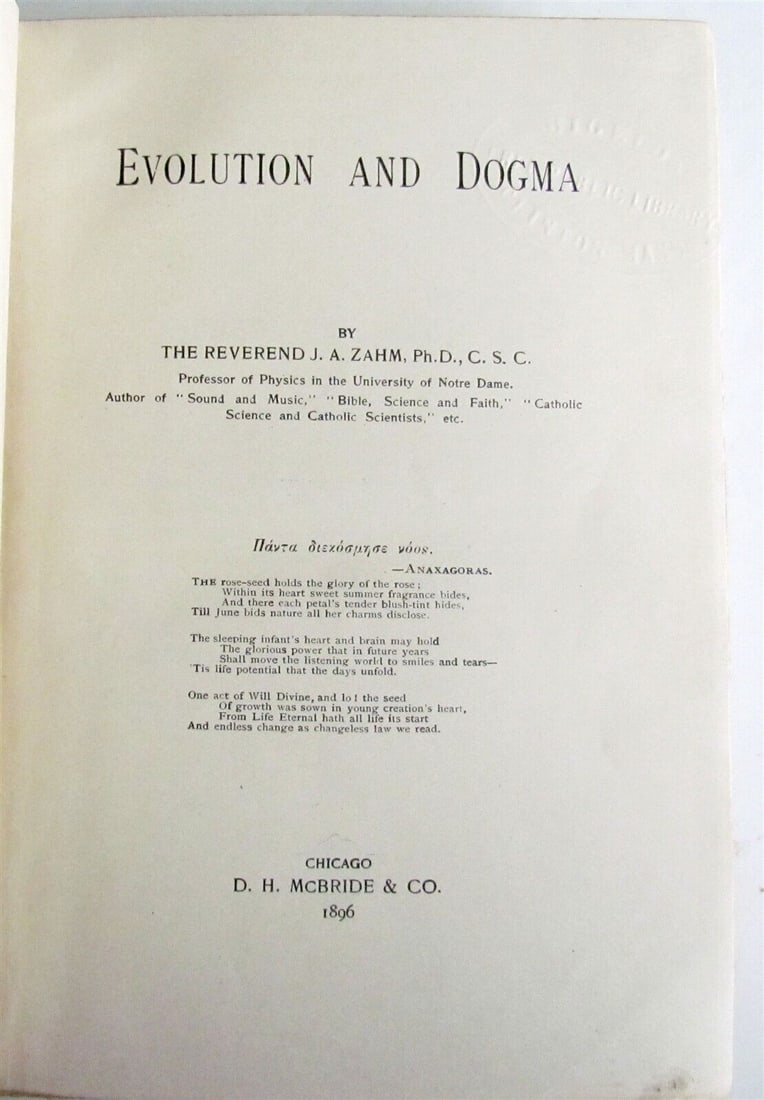 EVOLUTION AND DOGMA
BY
THE REVEREND J. A. ZAHM, Ph.D., C. S. C.
Professor of Physics in the University of Notre Dame.
Author of "Sound and Music," "Bible, Science and Faith," "Catholic
Science and Catholic Scientists," etc.
Πάντα διεκόσμησε νόος.
—ANAXAGORAS.
THE rose-seed holds the glory of the rose;
Within its heart sweet summer fragrance bides,
And there each petal's tender blush-tint hides,
Till June bids nature all her charms disclose.
The sleeping infant's heart and brain may hold
The glorious power that in future years
Shall move the listening world to smiles and tears—
'Tis life potential that the days unfold.
One act of Will Divine, and lo! the seed
Of growth was sown in young creation's heart,
From Life Eternal hath all life its start
And endless change as changeless law we read.
CHICAGO
D. H. McBRIDE & CO.
1896
LIBRARY